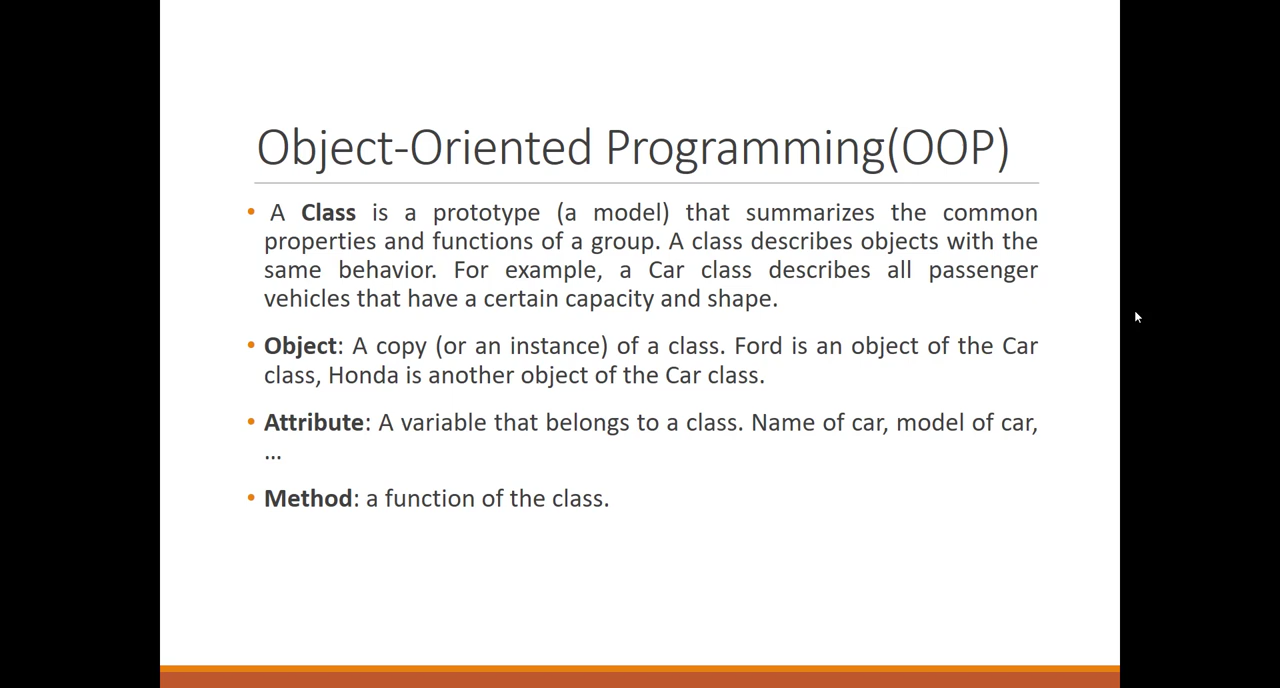 Object-Oriented Programming(OOP)
• A Class is a prototype (a model) that summarizes the common
properties and functions of a group. A class describes objects with the
same behavior. For example, a Car class describes all passenger
vehicles that have a certain capacity and shape.
• Object: A copy (or an instance) of a class. Ford is an object of the Car
class, Honda is another object of the Car class.
• Attribute: A variable that belongs to a class. Name of car, model of car,
…
• Method: a function of the class.